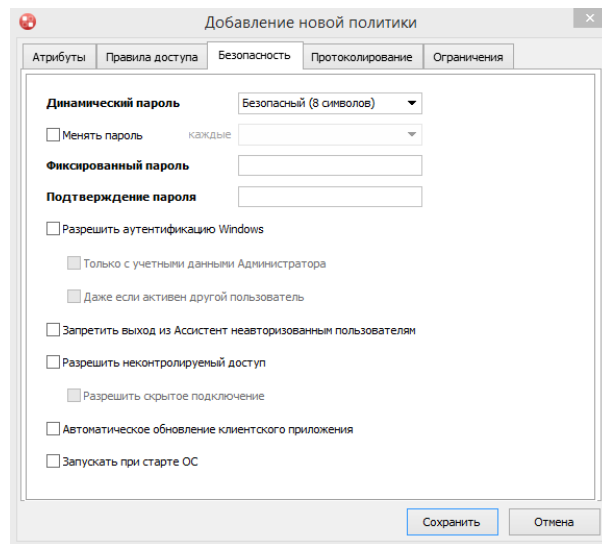 Добавление новой политики
Атрибуты Правила доступа Безопасность Протоколирование Ограничения
Динамический пароль Безопасный (8 символов)
Менять пароль каждые
Фиксированный пароль
Подтверждение пароля
Разрешить аутентификацию Windows
Только с учетными данными Администратора
Даже если активен другой пользователь
Запретить выход из Ассистент неавторизованным пользователям
Разрешить неконтролируемый доступ
Разрешить скрытое подключение
Автоматическое обновление клиентского приложения
Запускать при старте ОС
Сохранить Отмена